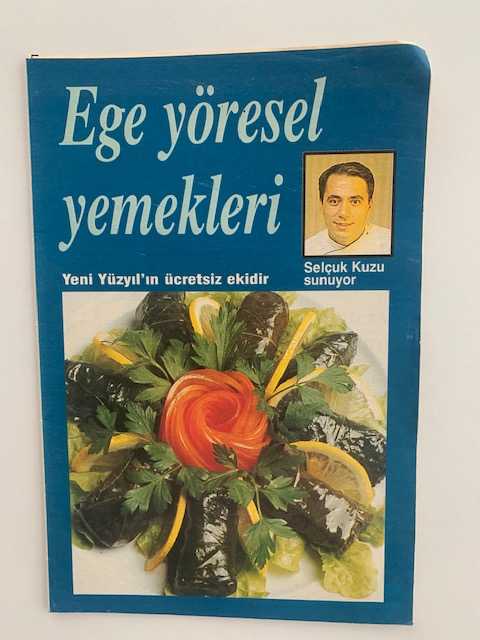 Ege yöresel
yemekleri
Selçuk Kuzu
sunuyor
Yeni Yüzyıl'ın ücretsiz ekidir